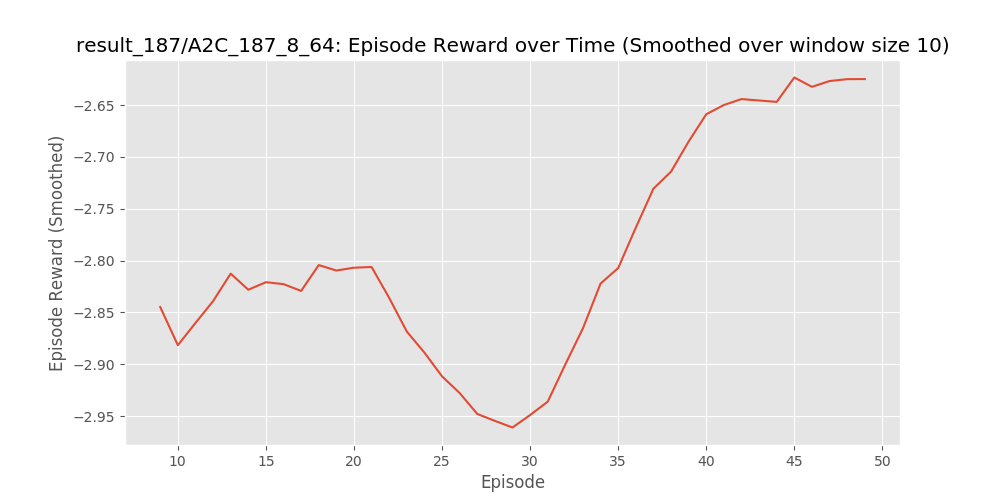 result_187/A2C_187_8_64: Episode Reward over Time (Smoothed over window size 10)
Episode Reward (Smoothed)
−2.65
−2.70
−2.75
−2.80
−2.85
−2.90
−2.95
10 15 20 25 30 35 40 45 50
Episode